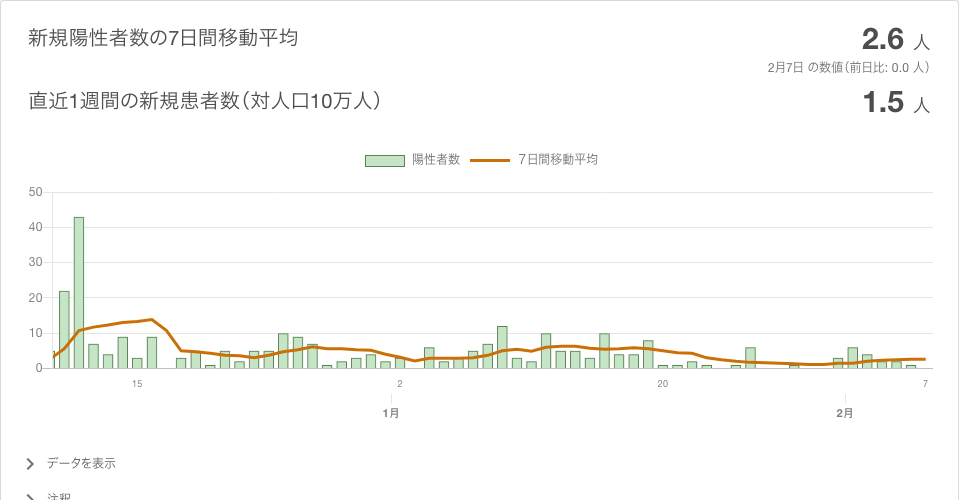 新規陽性者数の7日間移動平均
2.6 人
2月7日 の数値（前日比: 0.0 人）
直近1週間の新規患者数（対人口10万人）
1.5 人
陽性者数 7日間移動平均
50
40
30
20
10
0
15 2 20 7
1月 2月
データを表示
注釈